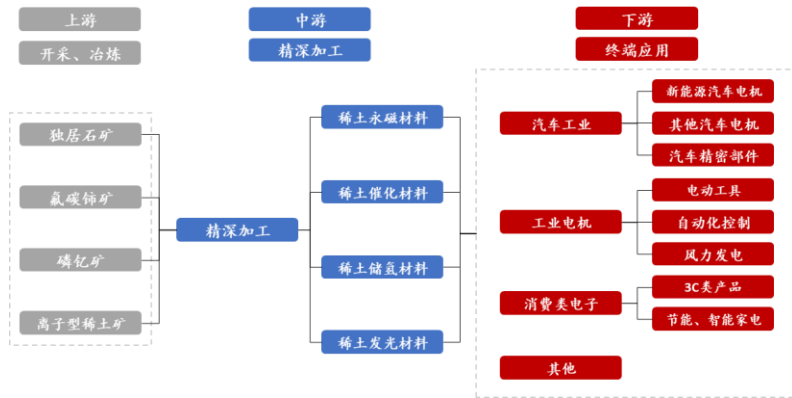 上游
中游
下游
开采、冶炼
精深加工
终端应用
独居石矿
氟碳铈矿
磷钇矿
离子型稀土矿
精深加工
稀土永磁材料
稀土催化材料
稀土储氢材料
稀土发光材料
汽车工业
新能源汽车电机
其他汽车电机
汽车精密部件
工业电机
电动工具
自动化控制
风力发电
消费类电子
3C类产品
节能、智能家电
其他